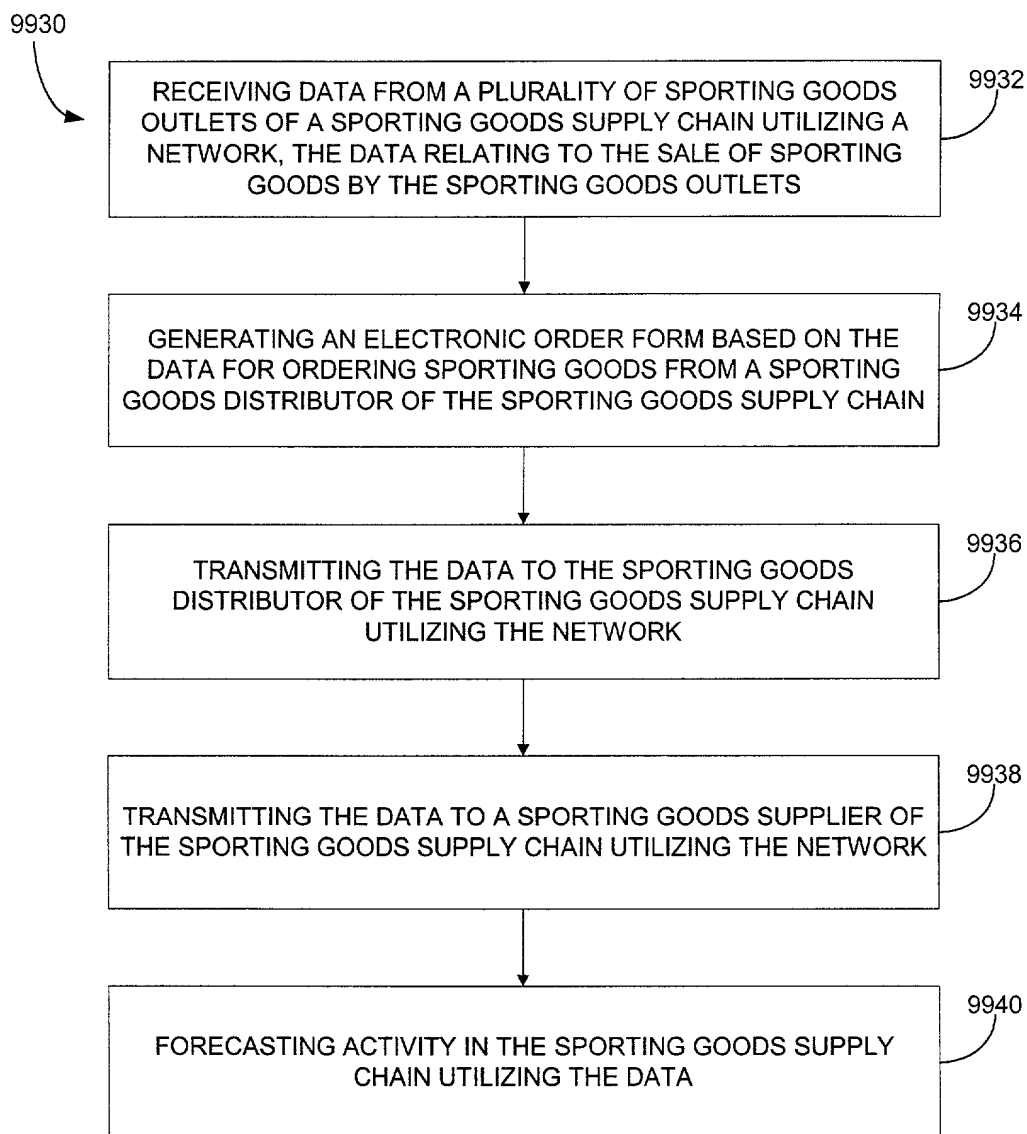 9930
9932
RECEIVING DATA FROM A PLURALITY OF SPORTING GOODS
OUTLETS OF A SPORTING GOODS SUPPLY CHAIN UTILIZING A
NETWORK, THE DATA RELATING TO THE SALE OF SPORTING
GOODS BY THE SPORTING GOODS OUTLETS
9934
GENERATING AN ELECTRONIC ORDER FORM BASED ON THE
DATA FOR ORDERING SPORTING GOODS FROM A SPORTING
GOODS DISTRIBUTOR OF THE SPORTING GOODS SUPPLY CHAIN
9936
TRANSMITTING THE DATA TO THE SPORTING GOODS
DISTRIBUTOR OF THE SPORTING GOODS SUPPLY CHAIN
UTILIZING THE NETWORK
9938
TRANSMITTING THE DATA TO A SPORTING GOODS SUPPLIER OF
THE SPORTING GOODS SUPPLY CHAIN UTILIZING THE NETWORK
9940
FORECASTING ACTIVITY IN THE SPORTING GOODS SUPPLY
CHAIN UTILIZING THE DATA